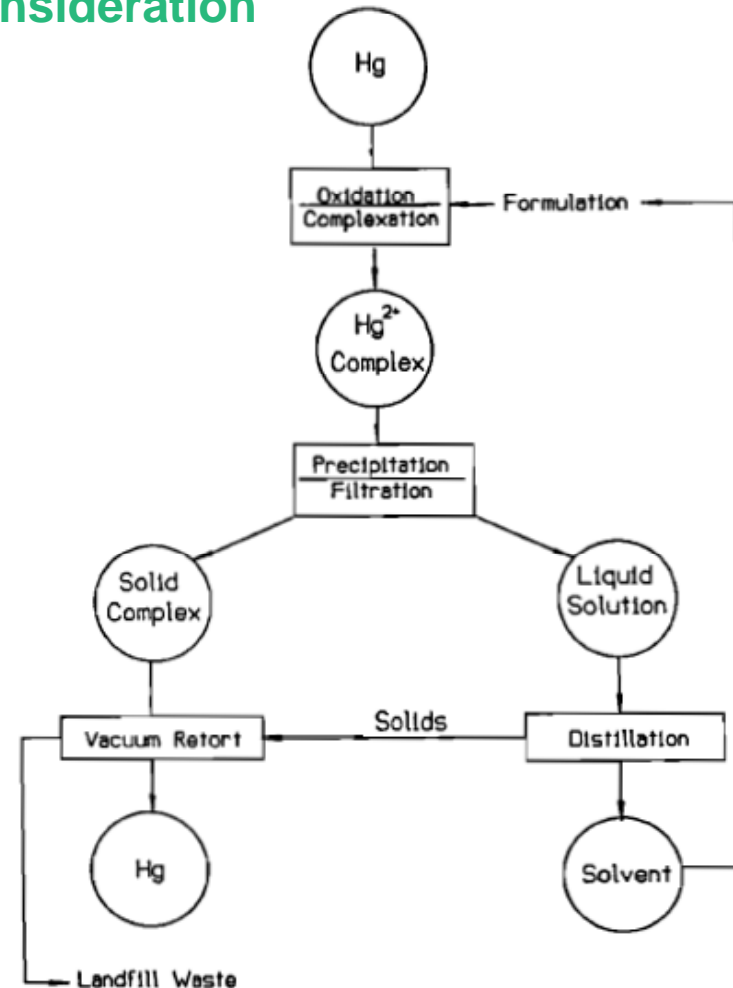 nsideration
Hg
Oxidation
Complexation
Formulation
Hg2+
Complex
Precipitation
Filtration
Solid
Complex
Liquid
Solution
Vacuum Retort
Solids
Distillation
Hg
Solvent
Landfill Waste